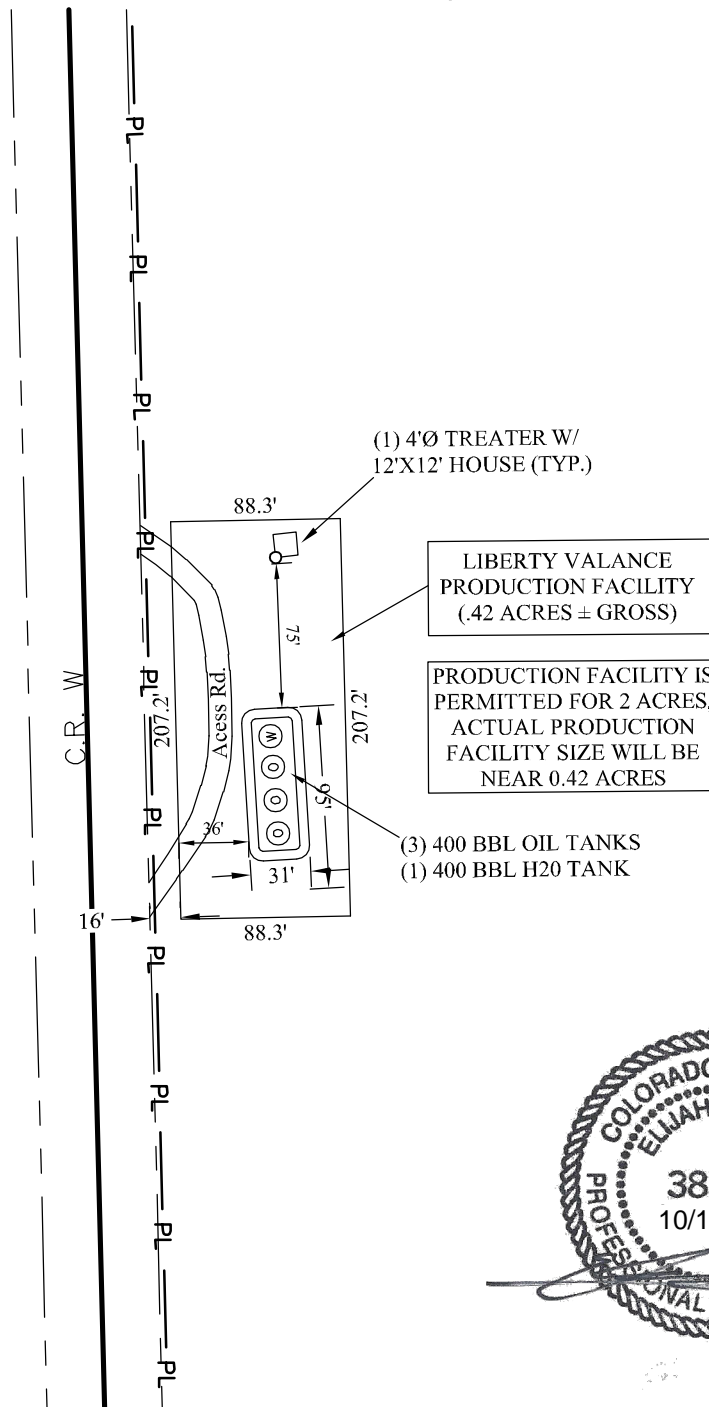 PL
PL
PL
PL
PL
PL
PL
PL
PL
PL
PL
C.R. W
(1) 4'Ø TREATER W/
12'X12' HOUSE (TYP.)
88.3'
LIBERTY VALANCE
PRODUCTION FACILITY
(.42 ACRES ± GROSS)
75'
PRODUCTION FACILITY IS
PERMITTED FOR 2 ACRES,
ACTUAL PRODUCTION
FACILITY SIZE WILL BE
NEAR 0.42 ACRES
207.2'
Acess Rd.
207.2'
W
O
O
O
95'
36'
31'
(3) 400 BBL OIL TANKS
(1) 400 BBL H20 TANK
16'
88.3'
COLORADO
ELIJAH
38
10/1
PROFESSIONAL